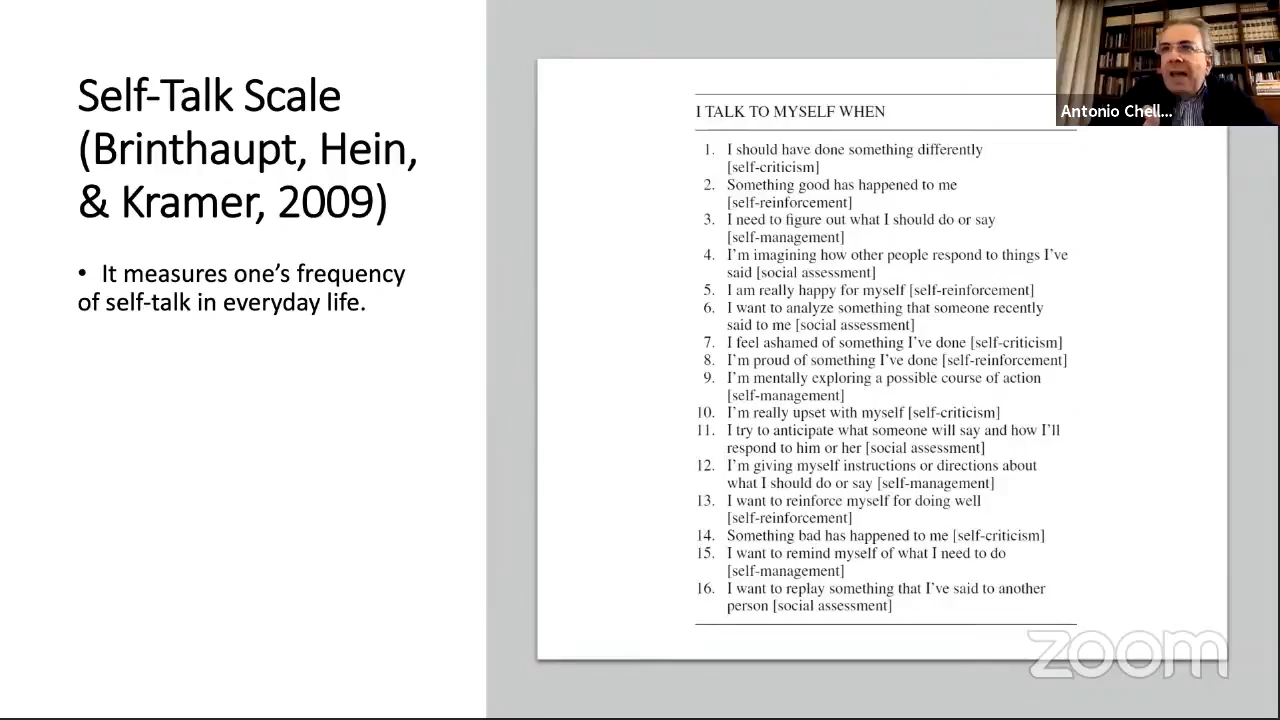 Self-Talk Scale
(Brinthaupt, Hein,
& Kramer, 2009)
• It measures one’s frequency
of self-talk in everyday life.
I TALK TO MYSELF WHEN
1. I should have done something differently
[self-criticism]
2. Something good has happened to me
[self-reinforcement]
3. I need to figure out what I should do or say
[self-management]
4. I’m imagining how other people respond to things I’ve
said [social assessment]
5. I am really happy for myself [self-reinforcement]
6. I want to analyze something that someone recently
said to me [social assessment]
7. I feel ashamed of something I’ve done [self-criticism]
8. I’m proud of something I’ve done [self-reinforcement]
9. I’m mentally exploring a possible course of action
[self-management]
10. I’m really upset with myself [self-criticism]
11. I try to anticipate what someone will say and how I’ll
respond to him or her [social assessment]
12. I’m giving myself instructions or directions about
what I should do or say [self-management]
13. I want to reinforce myself for doing well
[self-reinforcement]
14. Something bad has happened to me [self-criticism]
15. I want to remind myself of what I need to do
[self-management]
16. I want to replay something that I’ve said to another
person [social assessment]
Antonio Chell...
zoom